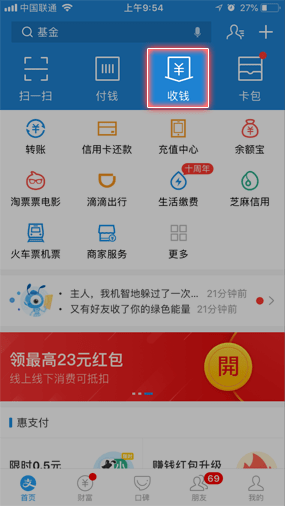 中国联通 上午9:54 27%
基金
扫一扫 付钱 收钱 卡包
转账 信用卡还款 充值中心 余额宝
十周年
淘票票电影 滴滴出行 生活缴费 芝麻信用
火车票机票 商家服务 更多
主人，我机智地躲过了一次... 21分钟前
又有好友收了你的绿色能量 21分钟前
领最高23元红包
线上线下消费可抵扣
開
惠支付
限时0.5元 赚钱红包升级
69
首页 财富 口碑 朋友 我的